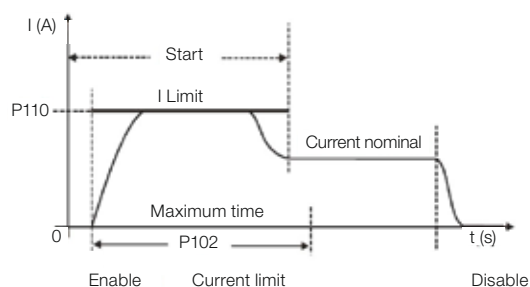 I (A)
Start
I Limit
P110
Current nominal
Maximum time
0
t (s)
P102
Enable
Current limit
Disable